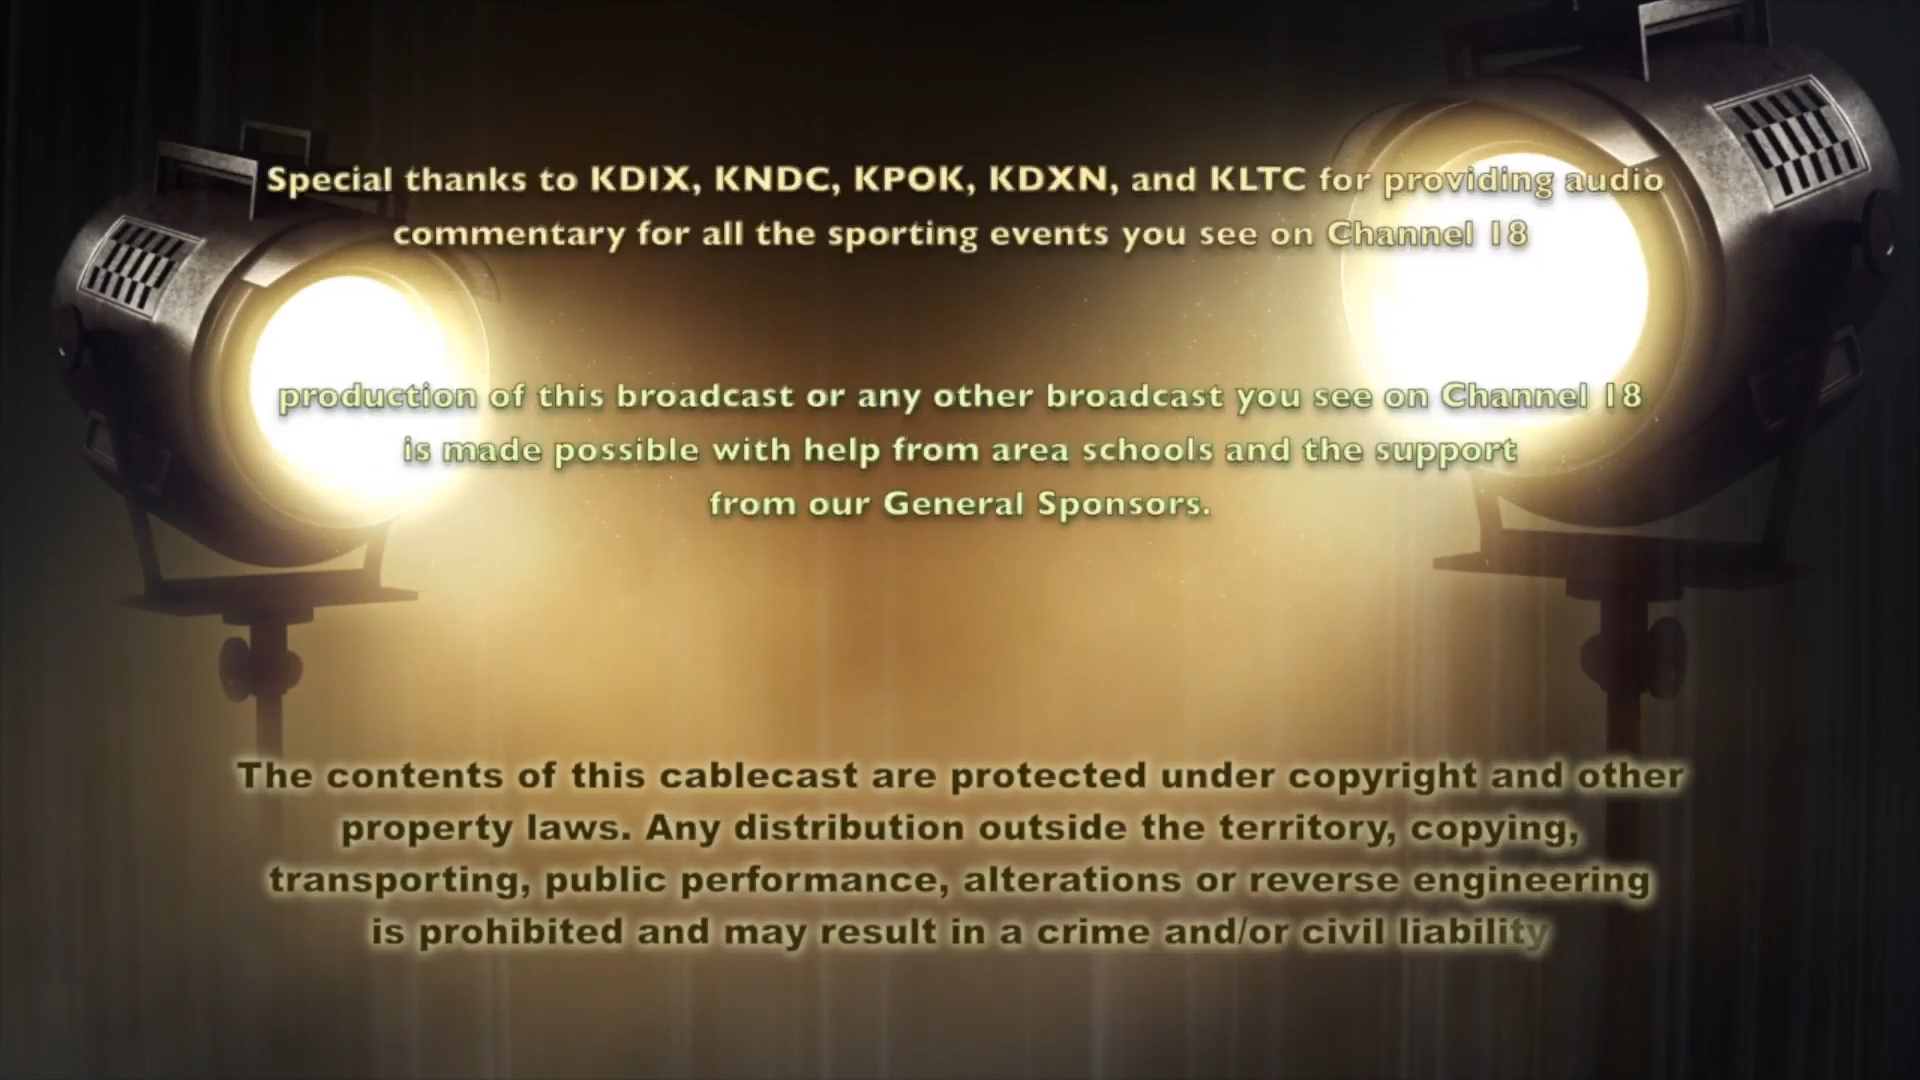 Special thanks to KDIX, KNDC, KPOK, KDXN, and KLTC for providing audio
commentary for all the sporting events you see on Channel 18
production of this broadcast or any other broadcast you see on Channel 18
is made possible with help from area schools and the support
from our General Sponsors.
The contents of this cablecast are protected under copyright and other
property laws. Any distribution outside the territory, copying,
transporting, public performance, alterations or reverse engineering
is prohibited and may result in a crime and/or civil liability